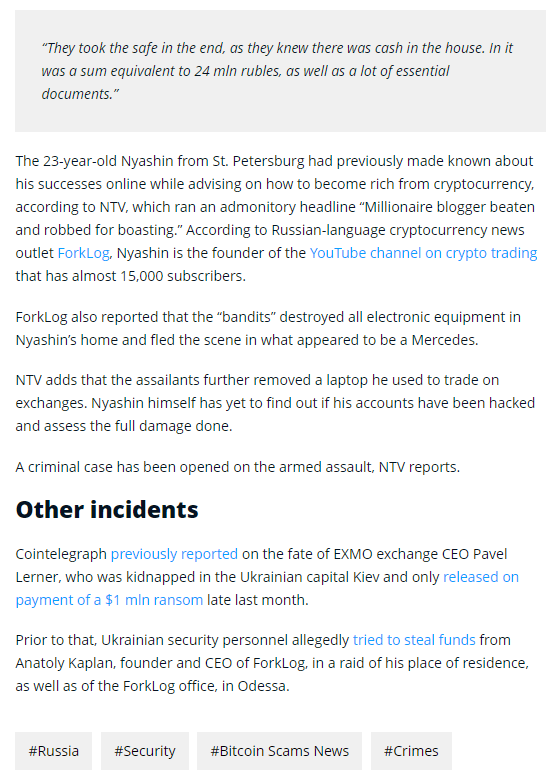 “They took the safe in the end, as they knew there was cash in the house. In it
was a sum equivalent to 24 mln rubles, as well as a lot of essential
documents.”
The 23-year-old Nyashin from St. Petersburg had previously made known about
his successes online while advising on how to become rich from cryptocurrency,
according to NTV, which ran an admonitory headline “Millionaire blogger beaten
and robbed for boasting.” According to Russian-language cryptocurrency news
outlet ForkLog, Nyashin is the founder of the YouTube channel on crypto trading
that has almost 15,000 subscribers.
ForkLog also reported that the “bandits” destroyed all electronic equipment in
Nyashin’s home and fled the scene in what appeared to be a Mercedes.
NTV adds that the assailants further removed a laptop he used to trade on
exchanges. Nyashin himself has yet to find out if his accounts have been hacked
and assess the full damage done.
A criminal case has been opened on the armed assault, NTV reports.
Other incidents
Cointelegraph previously reported on the fate of EXMO exchange CEO Pavel
Lerner, who was kidnapped in the Ukrainian capital Kiev and only released on
payment of a $1 mln ransom late last month.
Prior to that, Ukrainian security personnel allegedly tried to steal funds from
Anatoly Kaplan, founder and CEO of ForkLog, in a raid of his place of residence,
as well as of the ForkLog office, in Odessa.
#Russia #Security #Bitcoin Scams News #Crimes